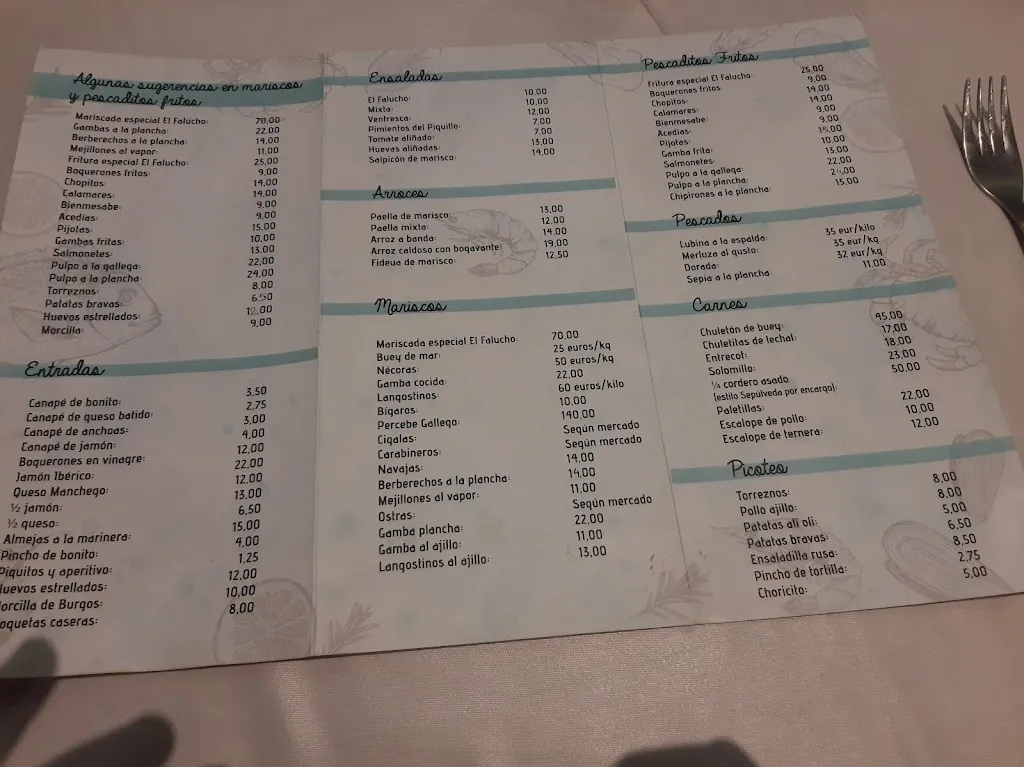 Algunas sugerencias en mariscos
y pescaditos fritos
Mariscada especial El Falucho: 70,00
Gambas a la plancha: 22,00
Berberechos a la plancha: 14,00
Mejillones al vapor: 11,00
Fritura especial El Falucho: 25,00
Boquerones fritos: 9,00
Chopitos: 14,00
Calamares: 14,00
Bienmesabe: 9,00
Acedías: 9,00
Pijotas: 15,00
Gambas fritas: 10,00
Salmonetes: 13,00
Pulpo a la gallega: 22,00
Pulpo a la plancha: 24,00
Torreznos: 8,00
Patatas bravas: 6,50
Huevos estrellados: 12,00
Morcilla: 9,00
Entradas
Canapé de bonito: 3,50
Canapé de queso batido: 2,75
Canapé de anchoas: 3,00
Canapé de jamón: 4,00
Boquerones en vinagre: 12,00
Jamón Ibérico: 22,00
Queso Manchego: 12,00
½ jamón: 13,00
½ queso: 6,50
Almejas a la marinera: 15,00
Pincho de bonito: 4,00
Piquitos y aperitivo: 1,25
Huevos estrellados: 12,00
orcilla de Burgos: 10,00
oquetas caseras: 8,00
Ensaladas
El Falucho: 10,00
Mixta: 10,00
Ventresca: 12,00
Pimientos del Piquillo: 7,00
Tomate aliñado: 7,00
Huevas aliñadas: 13,00
Salpicón de marisco: 14,00
Arroces
Paella de marisco: 13,00
Paella mixta: 12,00
Arroz a banda: 14,00
Arroz caldoso con bogavante: 19,00
Fideua de marisco: 12,50
Mariscos
Mariscada especial El Falucho: 70,00
Buey de mar: 25 euros/kg
Nécoras: 50 euros/kg
Gamba cocida: 22,00
Langostinos: 60 euros/kilo
Bígaros: 10,00
Percebe Gallego: 140,00
Cigalas: Según mercado
Carabineros: Según mercado
Navajas: 14,00
Berberechos a la plancha: 14,00
Mejillones al vapor: 11,00
Ostras: Según mercado
Gamba plancha: 22,00
Gamba al ajillo: 11,00
Langostinos al ajillo: 13,00
Pescaditos Fritos
Fritura especial El Falucho: 25,00
Boquerones fritos: 9,00
Chopitos: 14,00
Calamares: 14,00
Bienmesabe: 9,00
Acedías: 9,00
Pijotas: 15,00
Gamba frita: 10,00
Salmonetes: 13,00
Pulpo a la gallega: 22,00
Pulpo a la plancha: 24,00
Chipirones a la plancha: 15,00
Pescados
Lubina a la espalda: 35 eur/kilo
Merluza al gusto: 35 eur/kg
Dorada: 32 eur/kg
Sepia a la plancha: 11,00
Carnes
Chuletón de buey: 45,00
Chuletillas de lechal: 17,00
Entrecot: 18,00
Solomillo: 23,00
¼ cordero asado 50,00
(estilo Sepúlveda por encargo):
Paletillas: 22,00
Escalope de pollo: 10,00
Escalope de ternera: 12,00
Picoteo
Torreznos: 8,00
Pollo ajillo: 8,00
Patatas ali oli: 5,00
Patatas bravas: 6,50
Ensaladilla rusa: 8,50
Pincho de tortilla: 2,75
Choricito: 5,00